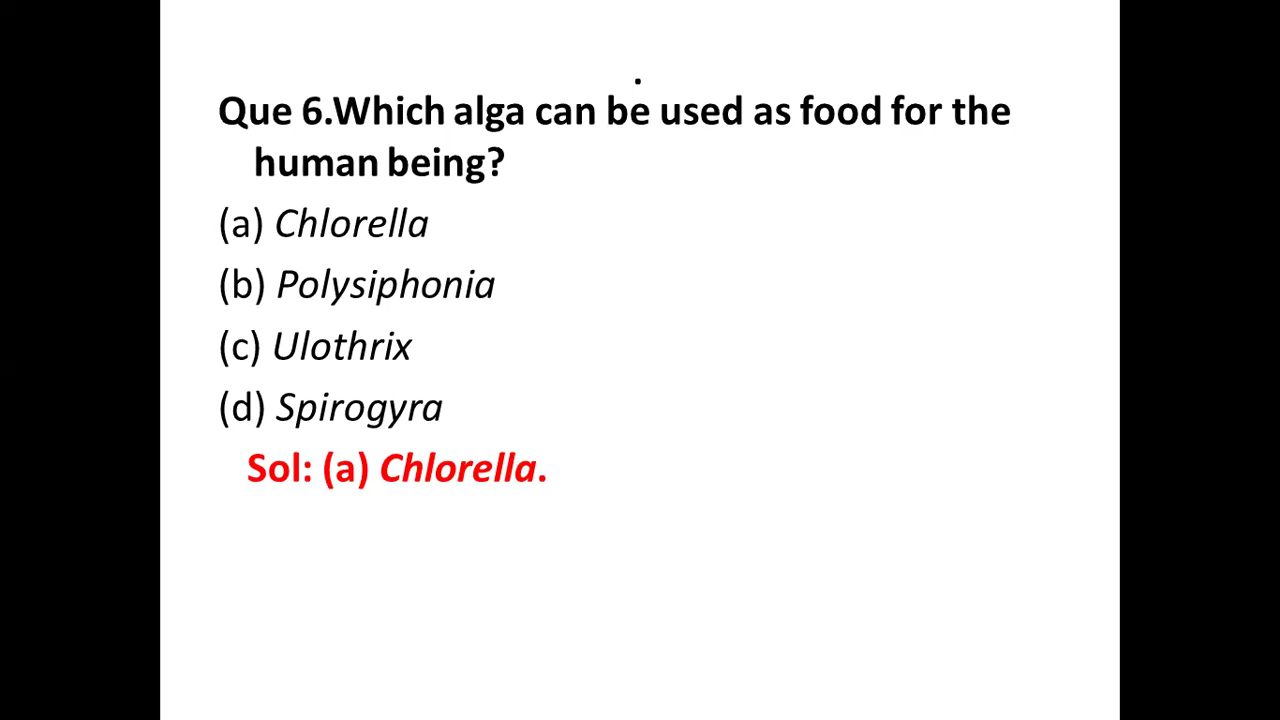 .
Que 6.Which alga can be used as food for the
human being?
(a) Chlorella
(b) Polysiphonia
(c) Ulothrix
(d) Spirogyra
Sol: (a) Chlorella.